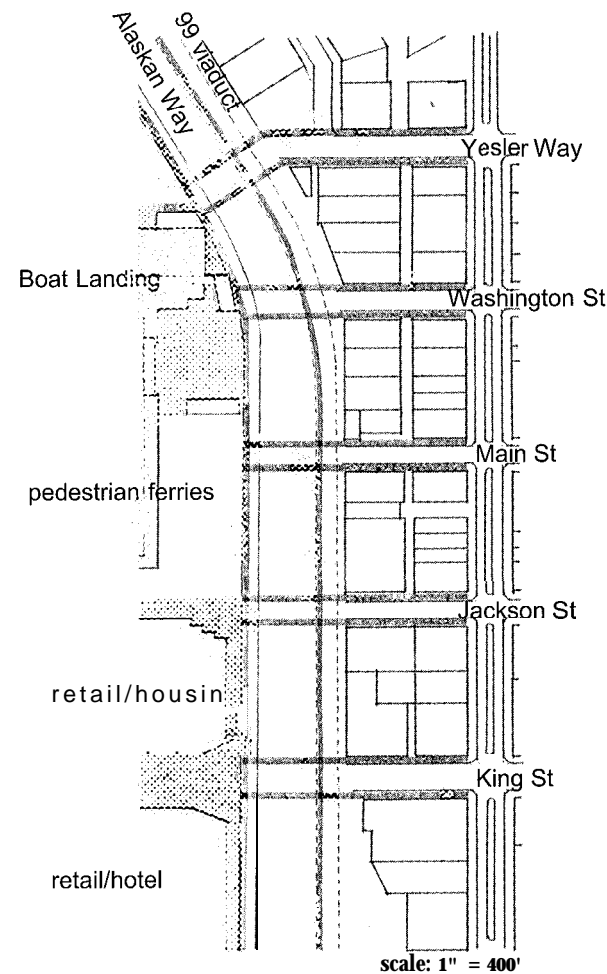 99 viaduct
Alaskan Way
Yesler Way
Boat Landing
Washington St
Main St
pedestrian ferries
Jackson St
retail/housin
King St
retail/hotel
scale: 1" = 400'